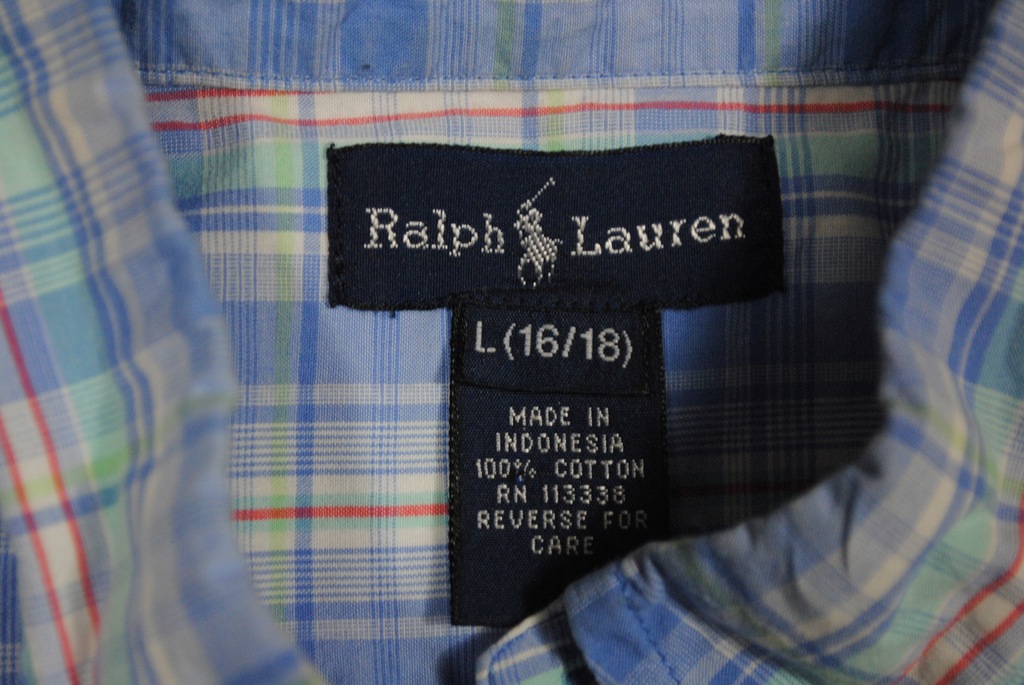 Ralph Lauren
L (16/18)
MADE IN
INDONESIA
100% COTTON
RN 113338
REVERSE FOR
CARE